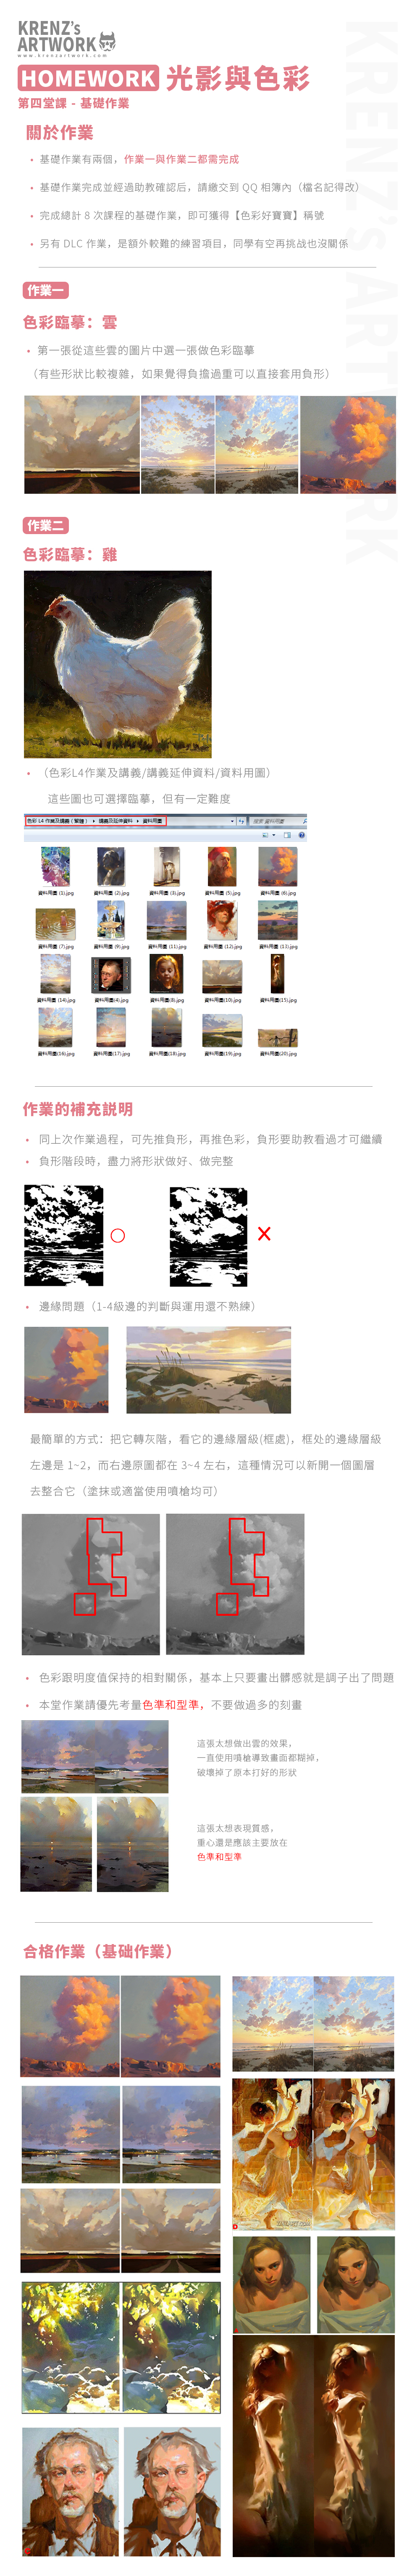 KRENZ's
ARTWORK
www.krenzartwork.com
KRENZ's ARTWORK
HOMEWORK 光影與色彩
第四堂課 - 基礎作業
關於作業
• 基礎作業有兩個，作業一與作業二都需完成
• 基礎作業完成並經過助教確認后，請繳交到 QQ 相簿內（檔名記得改）
• 完成總計 8 次課程的基礎作業，即可獲得【色彩好寶寶】稱號
• 另有 DLC 作業，是額外較難的練習項目，同學有空再挑战也沒關係
作業一
色彩臨摹：雲
• 第一張從這些雲的圖片中選一張做色彩臨摹
（有些形狀比較複雜，如果覺得負擔過重可以直接套用負形）
作業二
色彩臨摹：雞
• （色彩L4作業及講義/講義延伸資料/資料用圖）
這些圖也可選擇臨摹，但有一定難度
色彩 L4 作業及講義（繁體） ▸ 講義及延伸資料 ▸ 資料用圖
搜索 資料用圖
資料用圖 (1).jpg 資料用圖 (2).jpg 資料用圖 (3).jpg 資料用圖 (5).jpg 資料用圖 (6).jpg
資料用圖 (7).jpg 資料用圖 (9).jpg 資料用圖 (11).jpg 資料用圖 (12).jpg 資料用圖 (13).jpg
資料用圖 (14).jpg 資料用圖(4).jpg 資料用圖(8).jpg 資料用圖(10).jpg 資料用圖(15).jpg
資料用圖(16).jpg 資料用圖(17).jpg 資料用圖(18).jpg 資料用圖(19).jpg 資料用圖(20).jpg
作業的補充説明
• 同上次作業過程，可先推負形，再推色彩，負形要助教看過才可繼續
• 負形階段時，盡力將形狀做好、做完整
• 邊緣問題（1-4級邊的判斷與運用還不熟練）
最簡單的方式：把它轉灰階，看它的邊緣層級(框處)，框处的邊緣層級
左邊是 1~2，而右邊原圖都在 3~4 左右，這種情況可以新開一個圖層
去整合它（塗抹或適當使用噴槍均可）
• 色彩跟明度值保持的相對關係，基本上只要畫出髒感就是調子出了問題
• 本堂作業請優先考量色準和型準，不要做過多的刻畫
這張太想做出雲的效果，
一直使用噴槍導致畫面都糊掉，
破壞掉了原本打好的形狀
這張太想表現質感，
重心還是應該主要放在
色準和型準
合格作業（基础作業）